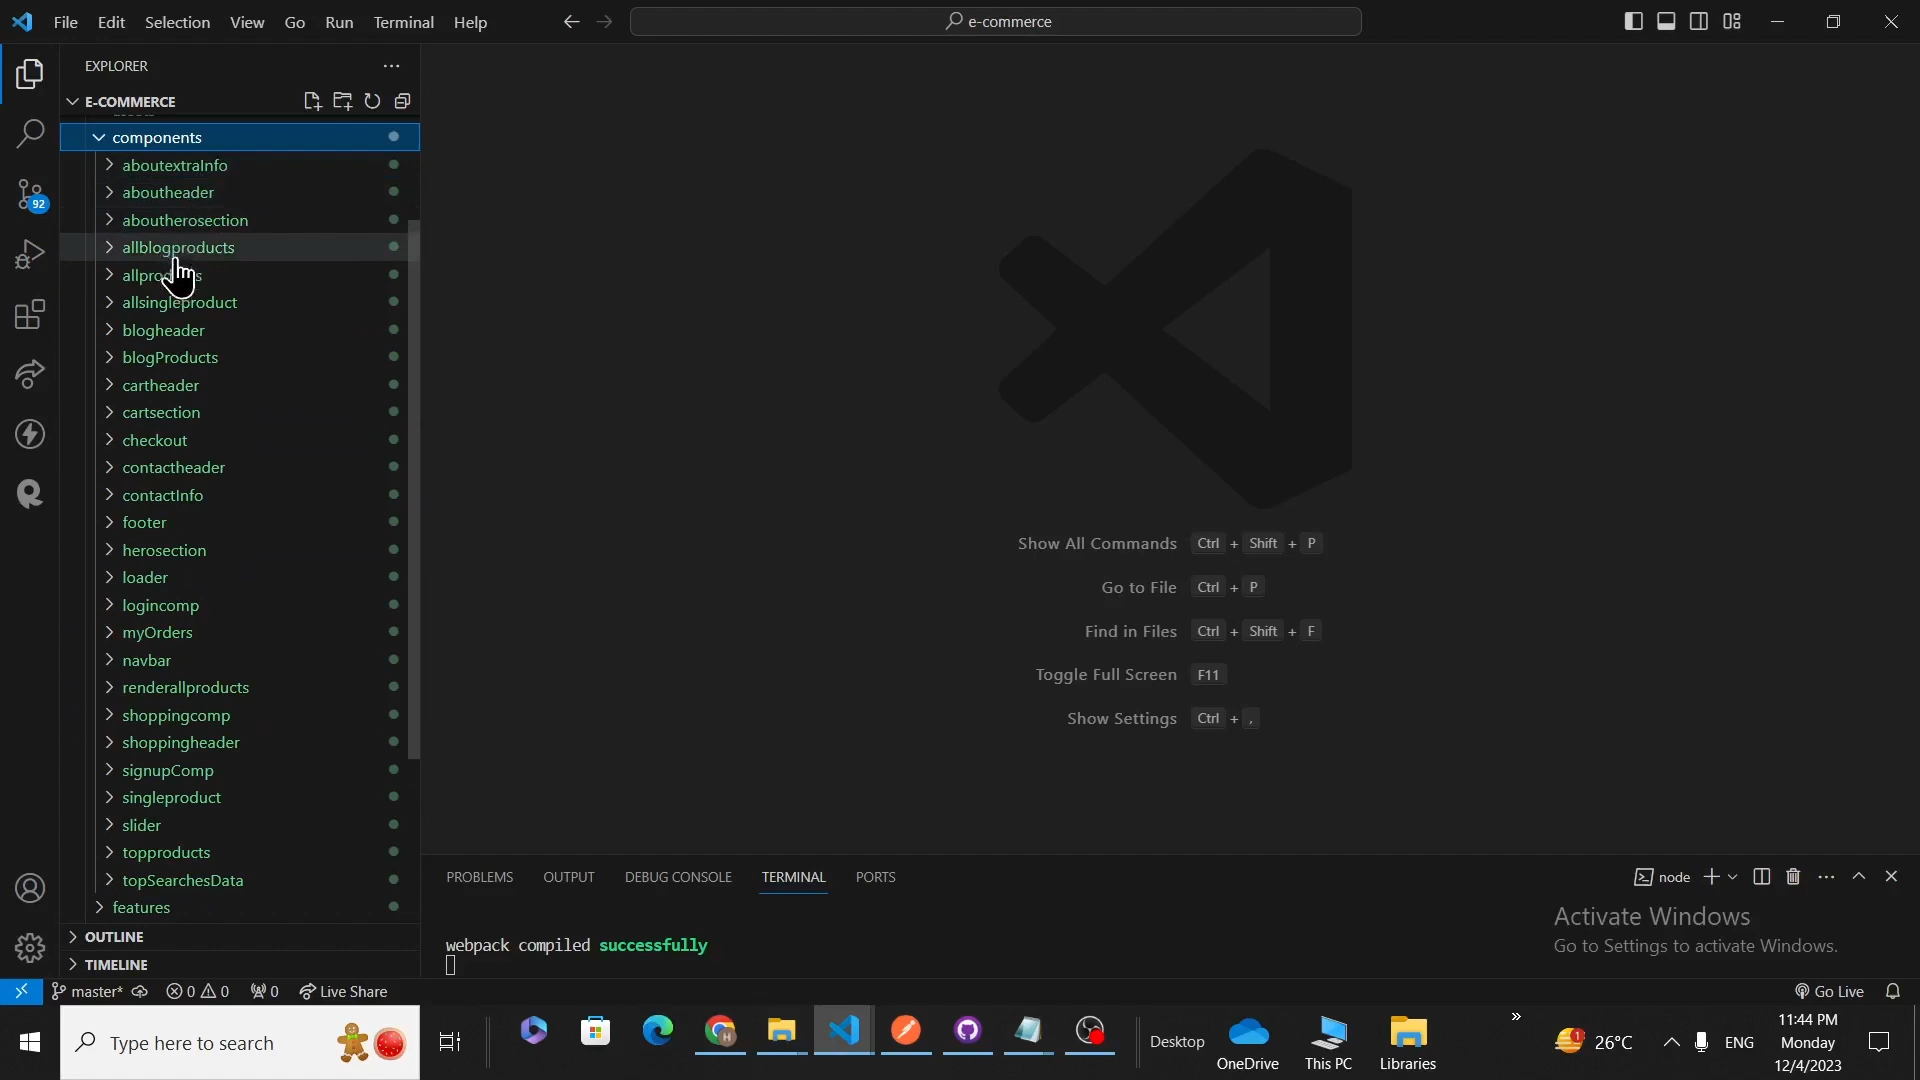 File Edit Selection View Go Run Terminal Help
e-commerce
EXPLORER
E-COMMERCE
components
aboutextraInfo
aboutheader
aboutherosection
allblogproducts
allsingleproduct
blogheader
blogProducts
cartheader
cartsection
checkout
contactheader
contactInfo
footer
herosection
loader
logincomp
myOrders
navbar
renderallproducts
shoppingcomp
shoppingheader
signupComp
singleproduct
slider
topproducts
topSearchesData
features
OUTLINE
TIMELINE
92
Show All Commands Ctrl + Shift + P
Go to File Ctrl + P
Find in Files Ctrl + Shift + F
Toggle Full Screen F11
Show Settings Ctrl + ,
PROBLEMS OUTPUT DEBUG CONSOLE TERMINAL PORTS
node
webpack compiled successfully
Activate Windows
Go to Settings to activate Windows.
master* 0 0 0 Live Share
Go Live
Type here to search
Desktop
OneDrive
This PC
Libraries
1
26°C
ENG
11:44 PM
Monday
12/4/2023